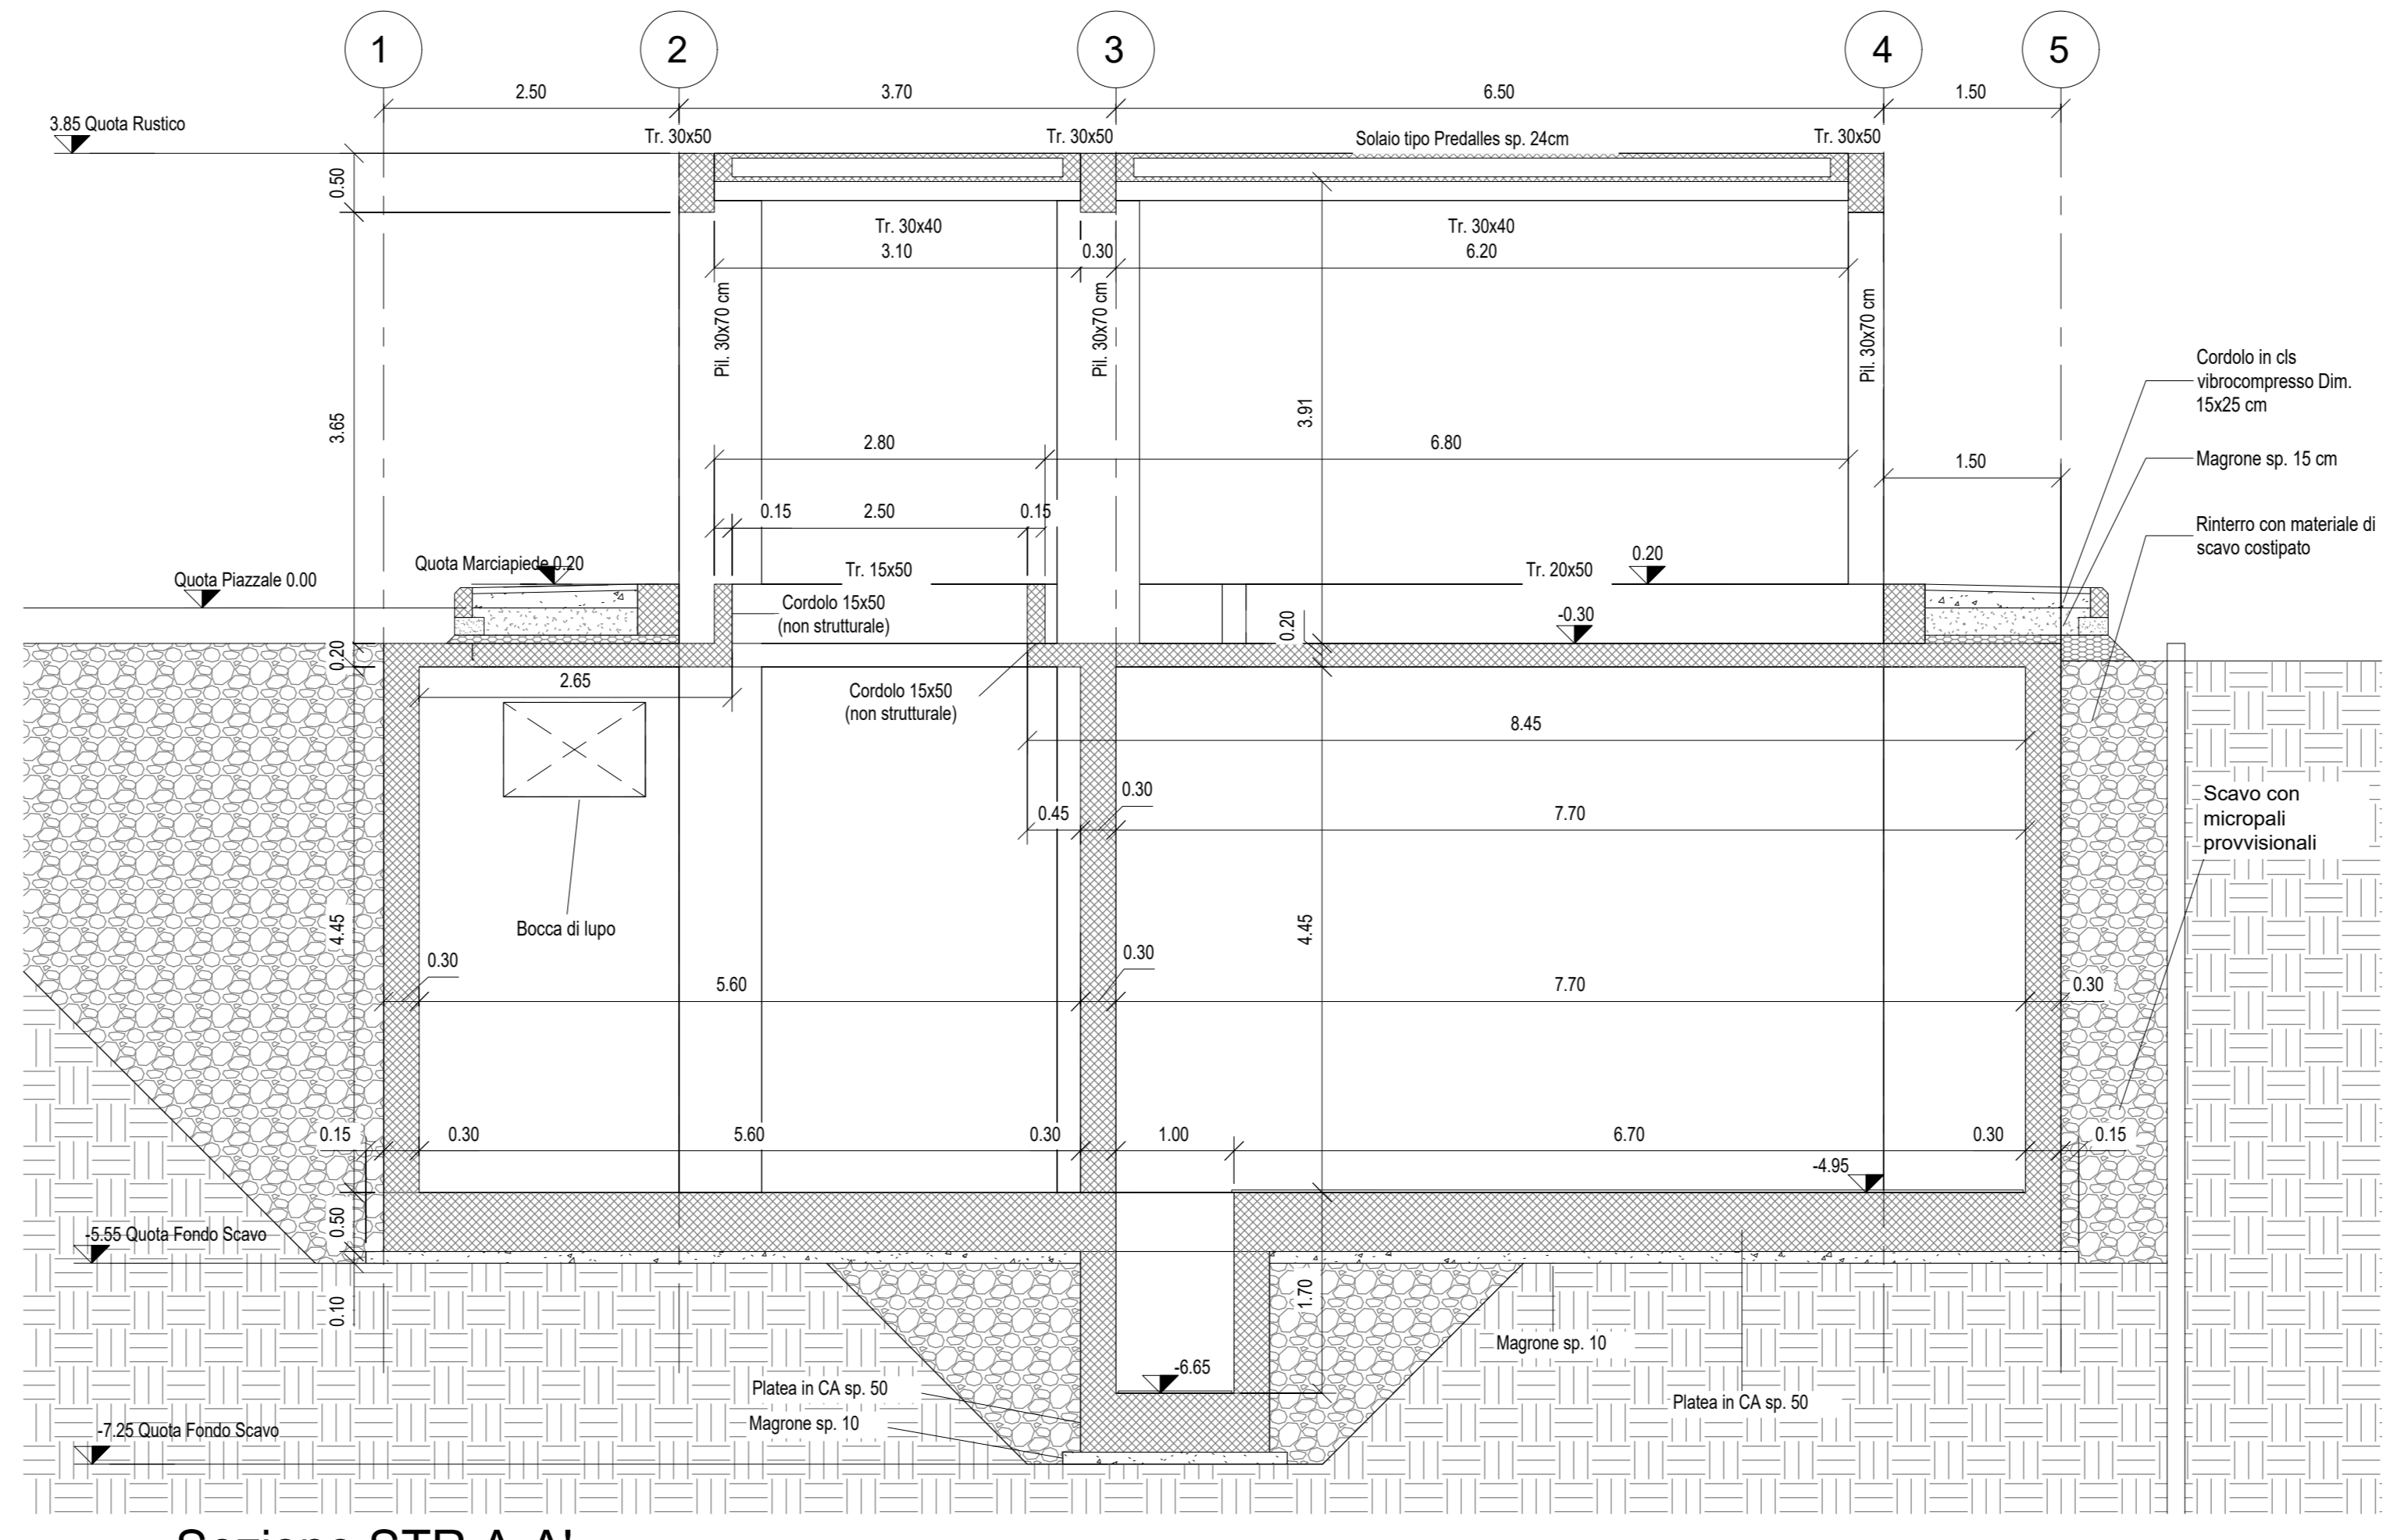 1
2
3
4
5
2.50
3.70
6.50
1.50
3.85 Quota Rustico
Tr. 30x50
Tr. 30x50
Solaio tipo Predalles sp. 24cm
Tr. 30x50
0.50
Tr. 30x40
Tr. 30x40
3.10
0.30
6.20
Pil. 30x70 cm
Pil. 30x70 cm
Pil. 30x70 cm
Cordolo in cls
vibrocompresso Dim.
15x25 cm
3.65
3.91
2.80
6.80
1.50
Magrone sp. 15 cm
0.15
2.50
0.15
Rinterro con materiale di
scavo costipato
Quota Marciapiede 0.20
Tr. 15x50
Tr. 20x50
0.20
Quota Piazzale 0.00
Cordolo 15x50
(non strutturale)
-0.30
0.20
0.20
2.65
Cordolo 15x50
(non strutturale)
8.45
0.30
0.45
7.70
Scavo con
micropali
provvisionali
Bocca di lupo
4.45
4.45
0.30
0.30
5.60
7.70
0.30
0.15
0.30
5.60
0.30
1.00
6.70
0.30
0.15
-4.95
0.50
-5.55 Quota Fondo Scavo
0.10
1.70
Magrone sp. 10
-6.65
Platea in CA sp. 50
Platea in CA sp. 50
Magrone sp. 10
-7.25 Quota Fondo Scavo
Sezione STR A-A'